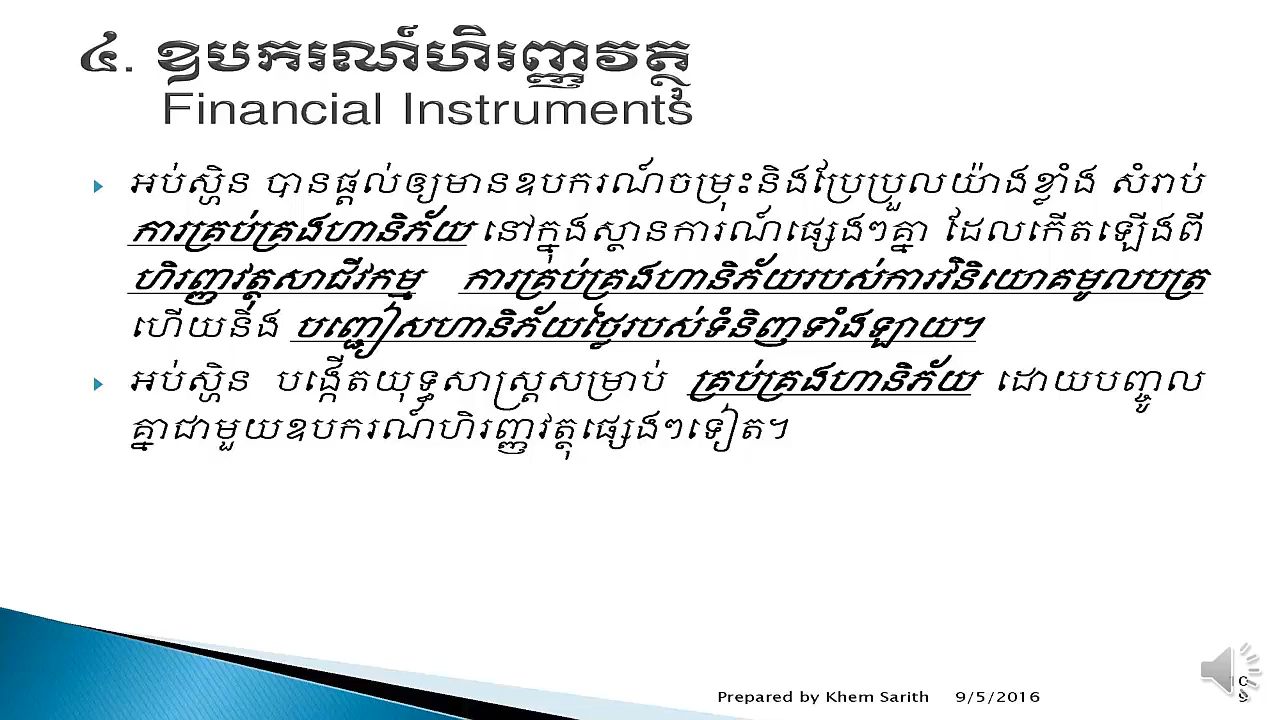 ៤. ឧបករណ៍ហិរញ្ញវត្ថុ
Financial Instruments
អប់ស្ហិន បានផ្តល់ឲ្យមានឧបករណ៍ចម្រុះនិងប្រែប្រួលយ៉ាងខ្លាំង សំរាប់
ការគ្រប់គ្រងហានិភ័យ នៅក្នុងស្ថានការណ៍ផ្សេងៗគ្នា ដែលកើតឡើងពី
ហិរញ្ញវត្ថុសាជីវកម្ម ការគ្រប់គ្រងហានិភ័យរបស់ការវិនិយោគមូលបត្រ
ហើយនិង បញ្ជៀសហានិភ័យថ្លៃរបស់ទំនិញទាំងឡាយ។
អប់ស្ហិន បង្កើតយុទ្ធសាស្ត្រសម្រាប់ គ្រប់គ្រងហានិភ័យ ដោយបញ្ចូល
គ្នាជាមួយឧបករណ៍ហិរញ្ញវត្ថុផ្សេងៗទៀត។
Prepared by Khem Sarith 9/5/2016